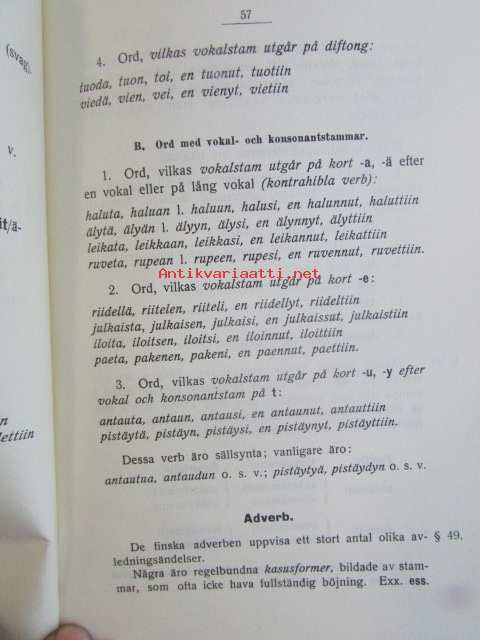 57
(svag).
v.
it/ä-
n
lettiin
4. Ord, vilkas vokalstam utgår på diftong:
tuoda, tuon, toi, en tuonut, tuotiin
viedä, vien, vei, en vienyt, vietiin
B. Ord med vokal- och konsonantstammar.
1. Ord, vilkas vokalstam utgår på kort -a, -ä efter
en vokal eller på lång vokal (kontrahibla verb):
haluta, haluan l. haluun, halusi, en halunnut, haluttiin
älytä, älyän l. älyyn, älysi, en älynnyt, älyttiin
leikata, leikkaan, leikkasi, en leikannut, leikattiin
ruveta, rupean l. rupeen, rupesi, en ruvennut, ruvettiin.
Antikvariaatti.net
2. Ord, vilkas vokalstam utgår på kort -e:
riidellä, riitelen, riiteli, en riidellyt, riideltiin
julkaista, julkaisen, julkaisi, en julkaissut, julkaistiin
iloita, iloitsen, iloitsi, en iloinnut, iloittiin
paeta, pakenen, pakeni, en paennut, paettiin.
3. Ord, vilkas vokalstam utgår på kort -u, -y efter
vokal och konsonantstam på t:
antauta, antaun, antausi, en antaunut, antauttiin
pistäytä, pistäyn, pistäysi, en pistäynyt, pistäyttiin.
Dessa verb äro sällsynta; vanligare äro:
antautua, antaudun o. s. v.; pistäytyä, pistäydyn o. s. v.
Adverb.
De finska adverben uppvisa ett stort antal olika av- § 49.
ledningsändelser.
Några äro regelbundna kasusformer, bildade av stam-
mar, som ofta icke hava fullständig böjning. Exx. ess.